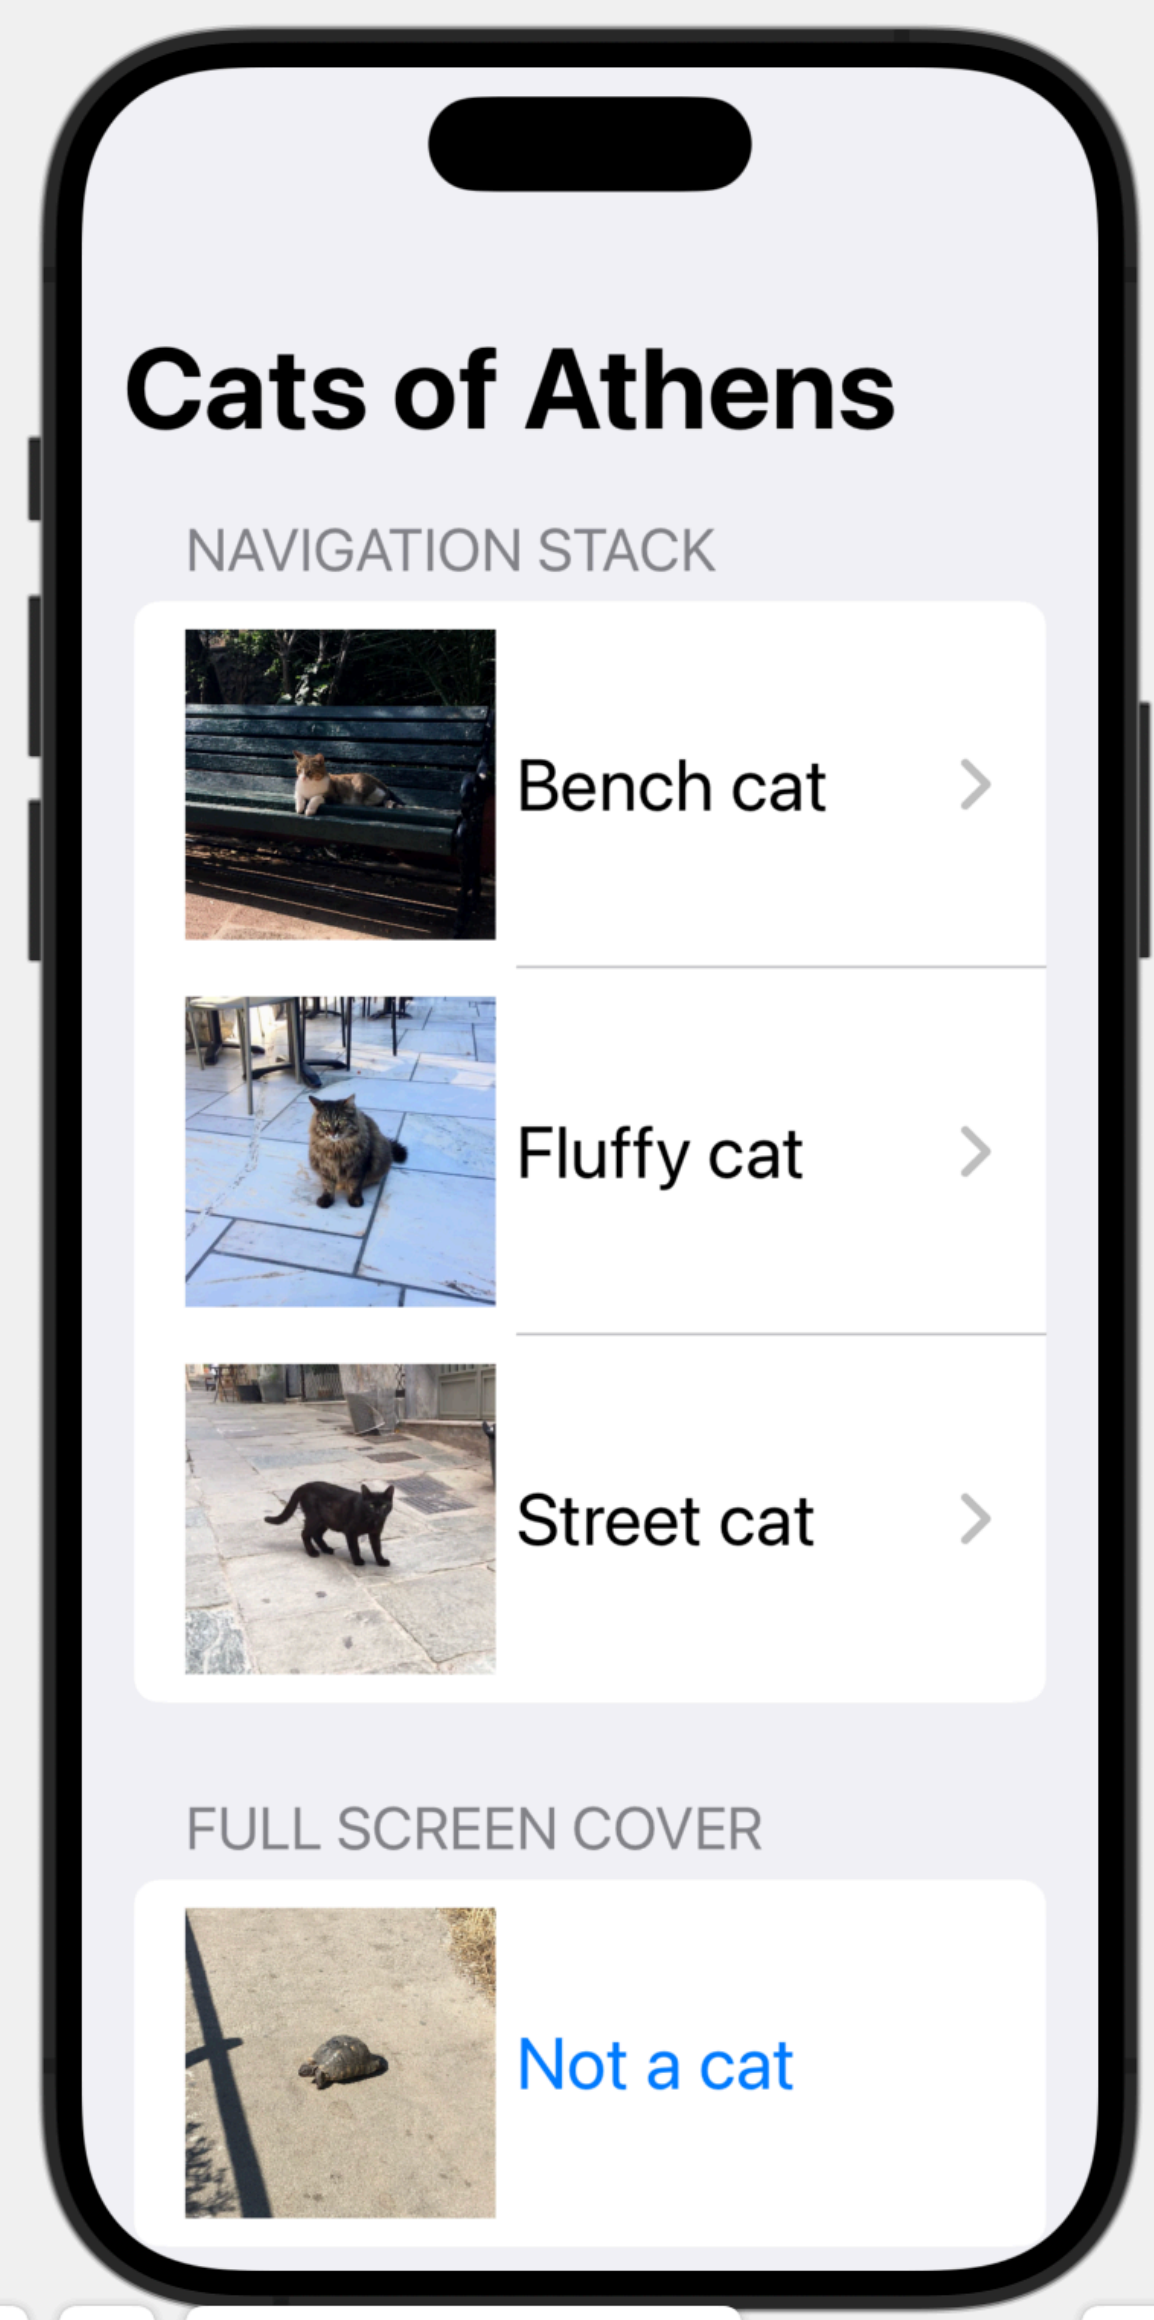 Cats of Athens
NAVIGATION STACK
Bench cat
Fluffy cat
Street cat
FULL SCREEN COVER
Not a cat